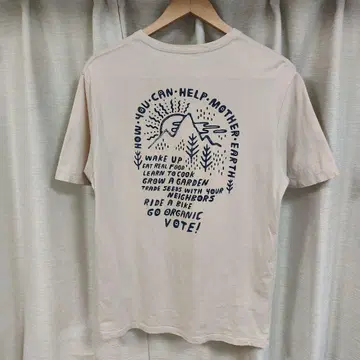 HOW·YOU·CAN·HELP·MOTHER·EARTH
WAKE UP
EAT REAL FOOD
LEARN TO COOK
GROW A GARDEN
TRADE SEEDS WITH YOUR
NEIGHBORS
RIDE A BIKE
GO ORGANIC
VOTE!